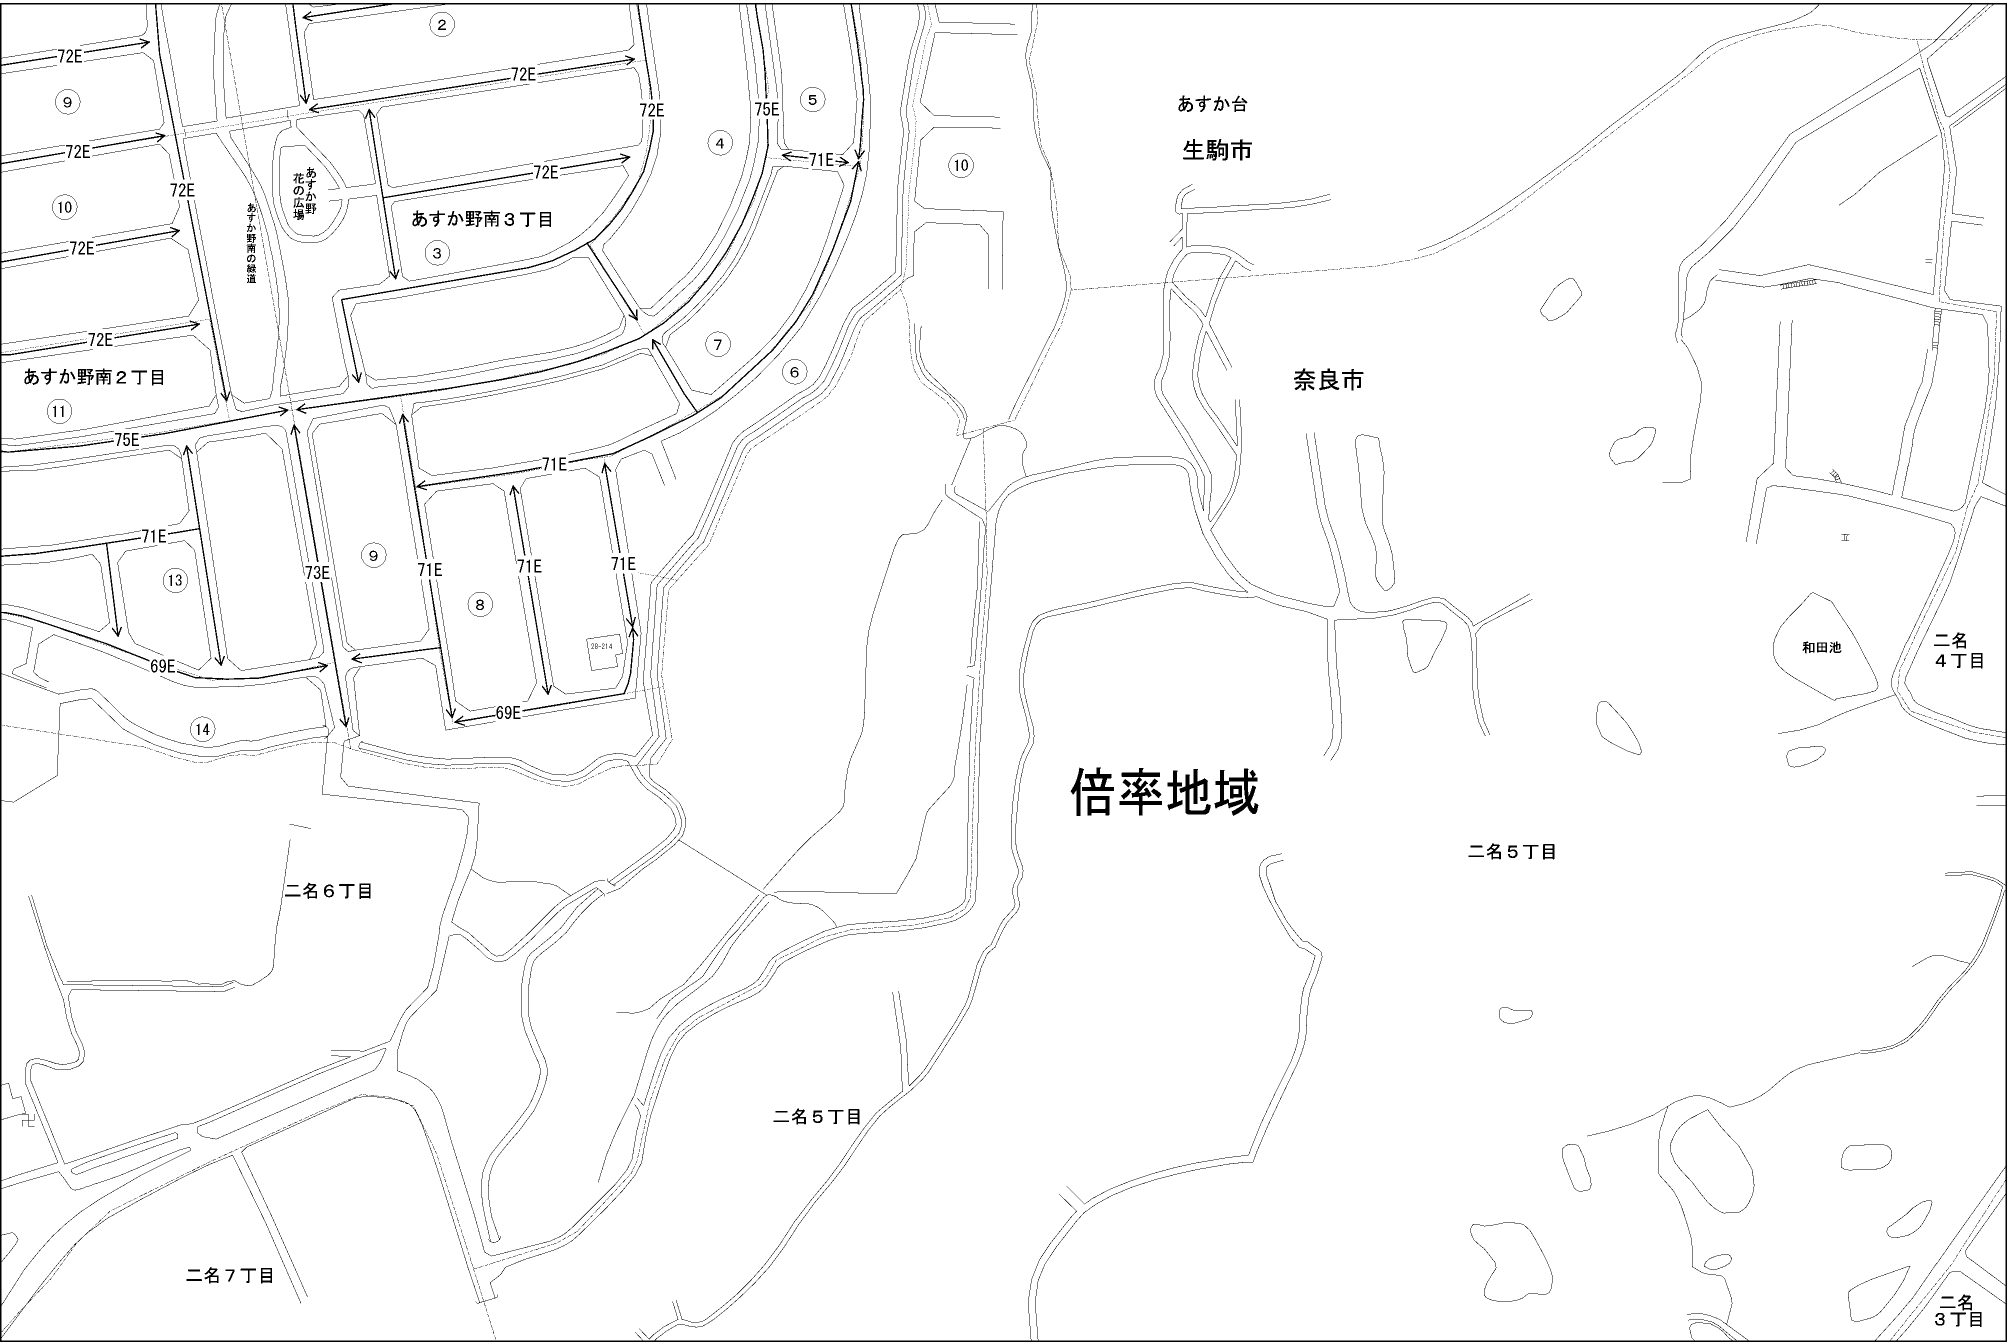 ②
72E
72E
⑨
⑤
72E
75E
あすか台
④
生駒市
72E
71E
⑩
あすか野
花の広場
72E
72E
⑩
あすか野南の緑道
あすか野南３丁目
③
72E
72E
⑦
あすか野南２丁目
⑥
奈良市
⑪
75E
71E
71E
⑨
73E
71E
71E
71E
⑬
⑧
28-214
和田池
二名
４丁目
69E
69E
⑭
倍率地域
二名５丁目
二名６丁目
二名５丁目
二名７丁目
二名
３丁目